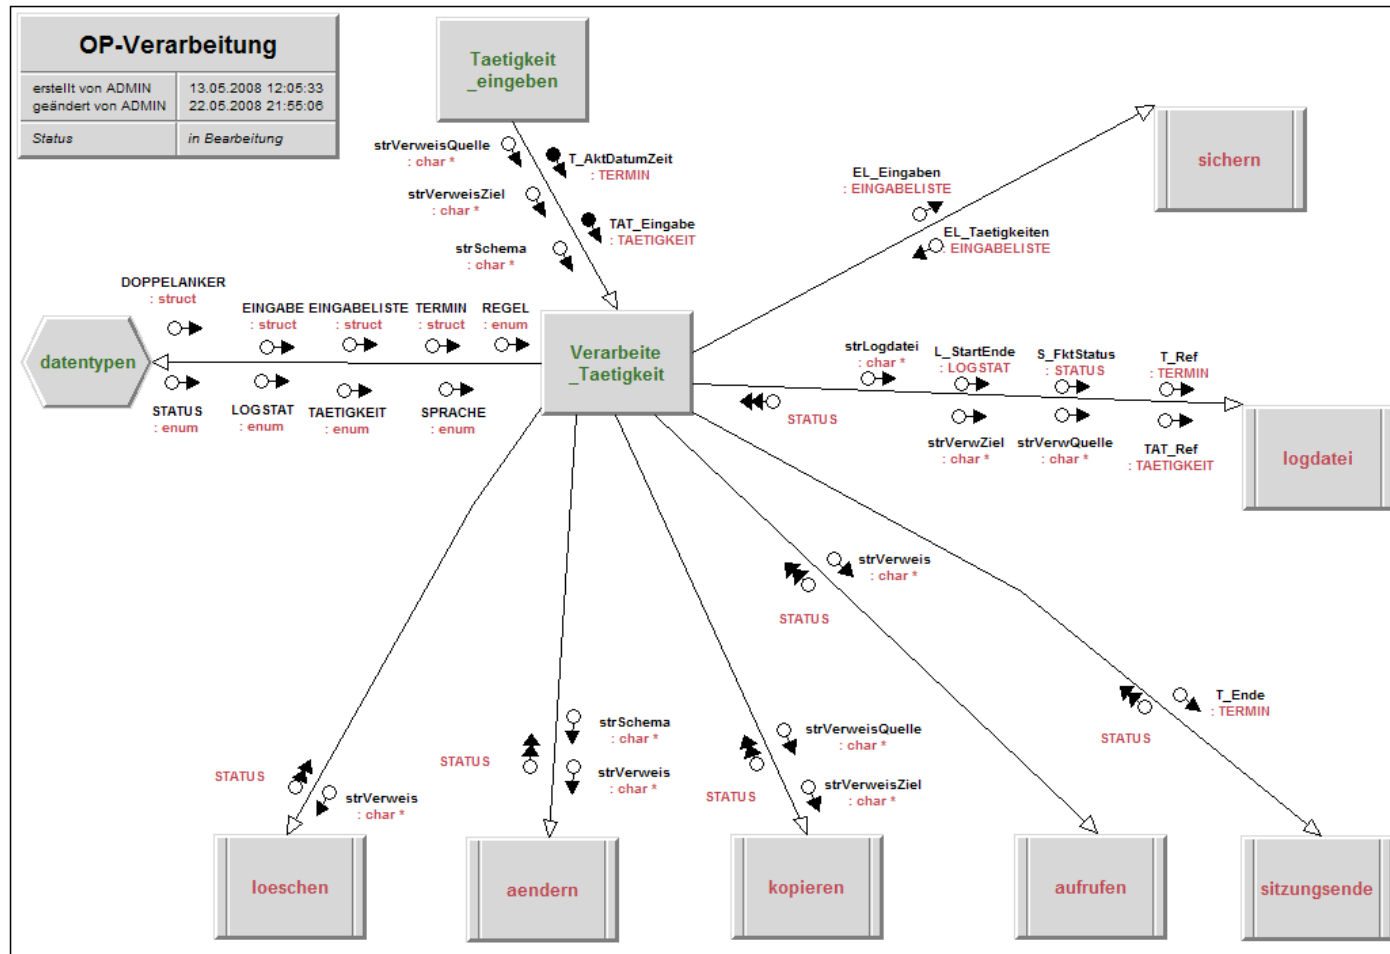 OP-Verarbeitung
erstellt von ADMIN 13.05.2008 12:05:33
geändert von ADMIN 22.05.2008 21:55:06
Status in Bearbeitung
Taetigkeit
_eingeben
strVerweisQuelle
: char *
T_AktDatumZeit
: TERMIN
strVerweisZiel
: char *
TAT_Eingabe
: TAETIGKEIT
strSchema
: char *
EL_Eingaben
: EINGABELISTE
EL_Taetigkeiten
: EINGABELISTE
sichern
DOPPELANKER
: struct
EINGABE
: struct
EINGABELISTE
: struct
TERMIN
: struct
REGEL
: enum
datentypen
Verarbeite
_Taetigkeit
STATUS
: enum
LOGSTAT
: enum
TAETIGKEIT
: enum
SPRACHE
: enum
strLogdatei
: char *
L_StartEnde
: LOGSTAT
S_FktStatus
: STATUS
T_Ref
: TERMIN
STATUS
strVerwZiel
: char *
strVerwQuelle
: char *
TAT_Ref
: TAETIGKEIT
logdatei
strVerweis
: char *
STATUS
T_Ende
: TERMIN
STATUS
strSchema
: char *
STATUS
strVerweis
: char *
strVerweisQuelle
: char *
STATUS
strVerweisZiel
: char *
STATUS
strVerweis
: char *
loeschen
aendern
kopieren
aufrufen
sitzungsende